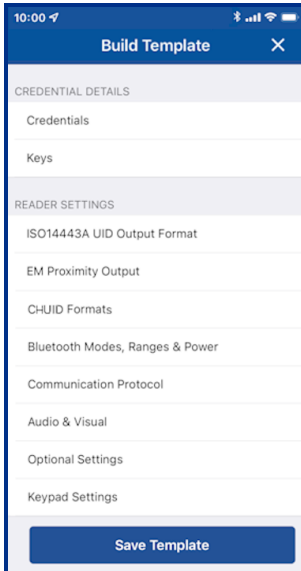 10:00
Build Template
CREDENTIAL DETAILS
Credentials
Keys
READER SETTINGS
ISO14443A UID Output Format
EM Proximity Output
CHUID Formats
Bluetooth Modes, Ranges & Power
Communication Protocol
Audio & Visual
Optional Settings
Keypad Settings
Save Template